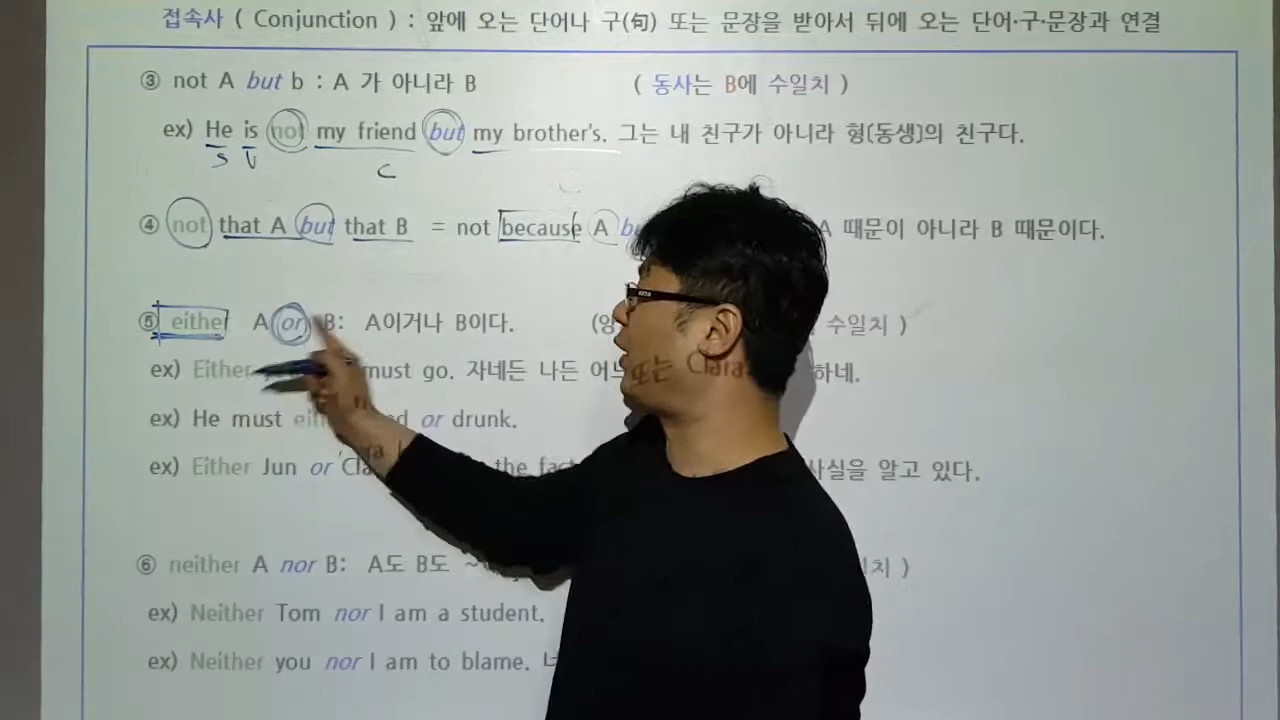 접속사 ( Conjunction ) : 앞에 오는 단어나 구(句) 또는 문장을 받아서 뒤에 오는 단어·구·문장과 연결
③ not A but b : A 가 아니라 B ( 동사는 B에 수일치 )
ex) He is not my friend but my brother's. 그는 내 친구가 아니라 형(동생)의 친구다.
S V C C
④ not that A but that B = not because A A 때문이 아니라 B 때문이다.
⑤ either A or B: A이거나 B이다. 수일치 )
ex) Either must go. 자네든 나든 또는 Clara 하네.
ex) He must or drunk.
ex) Either Jun or the fact 사실을 알고 있다.
⑥ neither A nor B: A도 B도 ~ )
ex) Neither Tom nor I am a student.
ex) Neither you nor I am to blame.